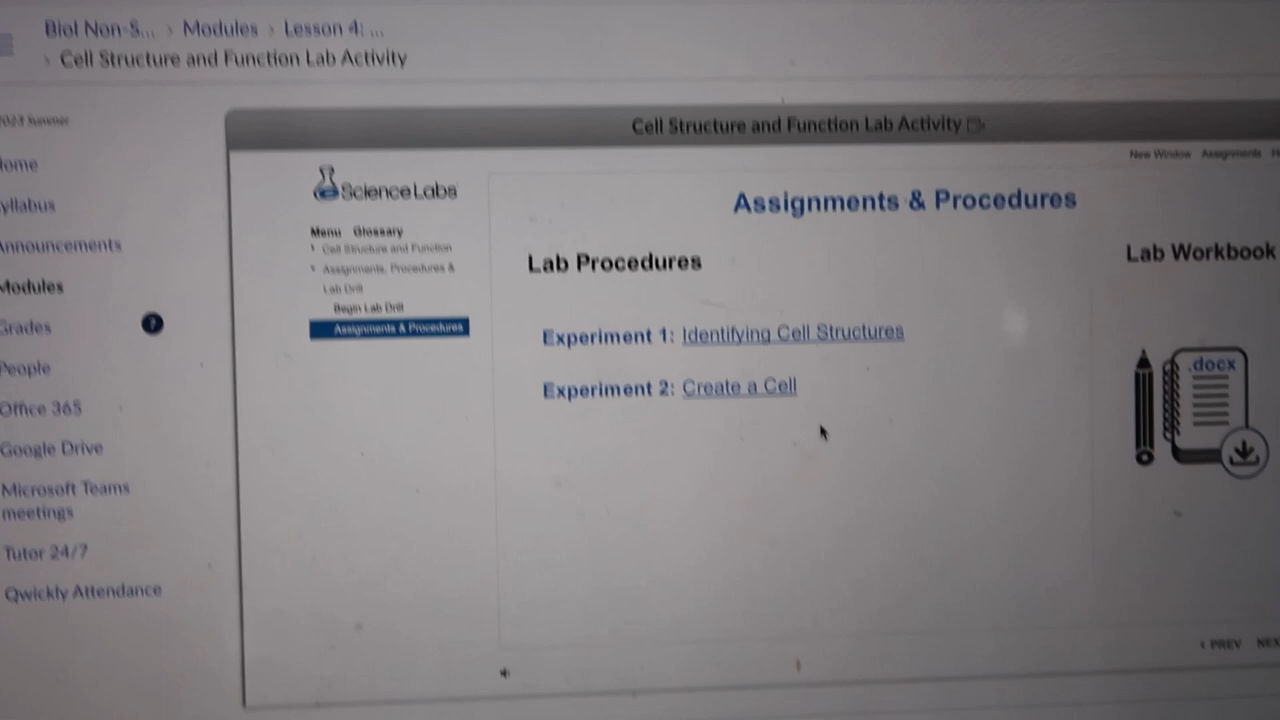 Biol Non-S... › Modules › Lesson 4: ...
› Cell Structure and Function Lab Activity
2023 Summer
Home
Syllabus
Announcements
Modules
Grades
?
People
Office 365
Google Drive
Microsoft Teams
meetings
Tutor 24/7
Qwickly Attendance
Cell Structure and Function Lab Activity
New Window Assignments
ScienceLabs
Menu Glossary
Cell Structure and Function
Assignments, Procedures &
Lab Drill
Begin Lab Drill
Assignments & Procedures
Assignments & Procedures
Lab Procedures
Experiment 1: Identifying Cell Structures
Experiment 2: Create a Cell
Lab Workbook
.docx
‹ PREV NEX